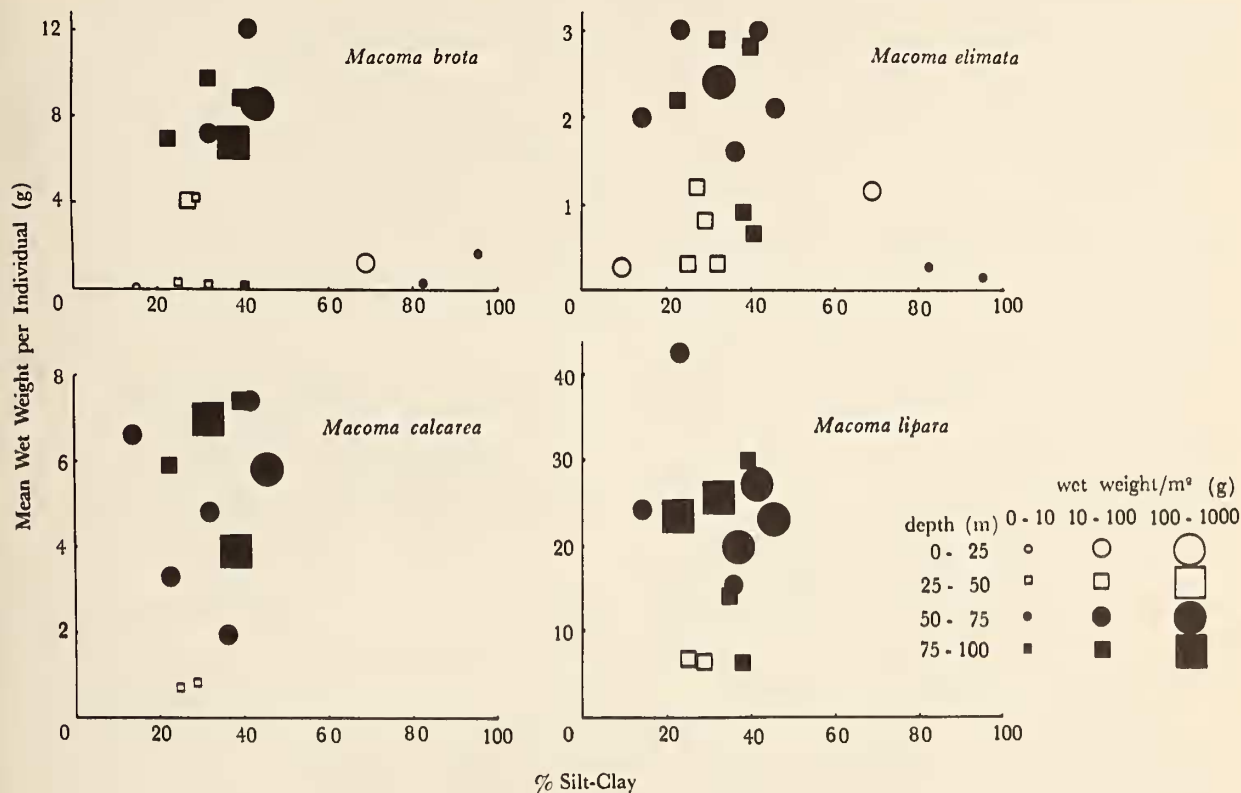 Mean Wet Weight per Individual (g)
12
8
4
0 20 40 60 80 100
Macoma brota
3
2
1
0 20 40 60 80 100
Macoma elimata
8
6
4
2
0 20 40 60 80 100
Macoma calcarea
40
30
20
10
0 20 40 60 80 100
Macoma lipara
% Silt-Clay
wet weight/m² (g)
depth (m) 0-10 10-100 100-1000
0- 25
25- 50
50- 75
75-100